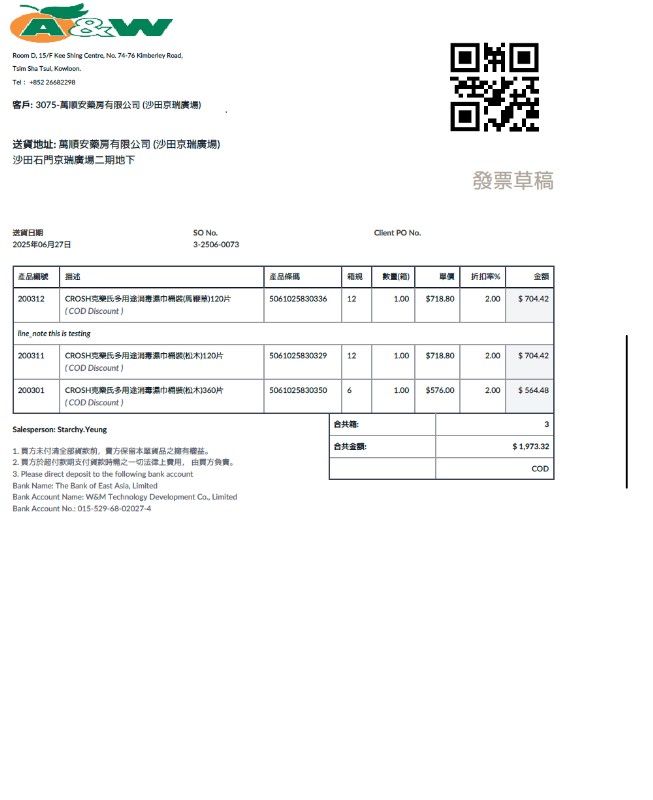 A&W
Room D, 15/F Kee Shing Centre, No. 74-76 Kimberley Road,
Tsim Sha Tsui, Kowloon.
Tel : +852 26682298
客戶: 3075-萬順安藥房有限公司 (沙田京瑞廣場)
送貨地址: 萬順安藥房有限公司 (沙田京瑞廣場)
沙田石門京瑞廣場二期地下
發票草稿
送貨日期 SO No. Client PO No.
2025年06月27日 3-2506-0073
產品編號 描述 產品條碼 箱規 數量(箱) 單價 折扣率% 金額
200312 CROSH克樂氏多用途消毒濕巾桶裝(馬鞭草)120片 5061025830336 12 1.00 $718.80 2.00 $ 704.42
( COD Discount )
line_note this is testing
200311 CROSH克樂氏多用途消毒濕巾桶裝(松木)120片 5061025830329 12 1.00 $718.80 2.00 $ 704.42
( COD Discount )
200301 CROSH克樂氏多用途消毒濕巾桶裝(松木)360片 5061025830350 6 1.00 $576.00 2.00 $ 564.48
( COD Discount )
合共箱: 3
合共金額: $ 1,973.32
COD
Salesperson: Starchy.Yeung
1. 買方未付清全部貨款前，賣方保留本單貨品之擁有權益。
2. 買方於超付款期支付貨款時需之一切法律上費用， 由買方負責。
3. Please direct deposit to the following bank account
Bank Name: The Bank of East Asia, Limited
Bank Account Name: W&M Technology Development Co., Limited
Bank Account No.: 015-529-68-02027-4